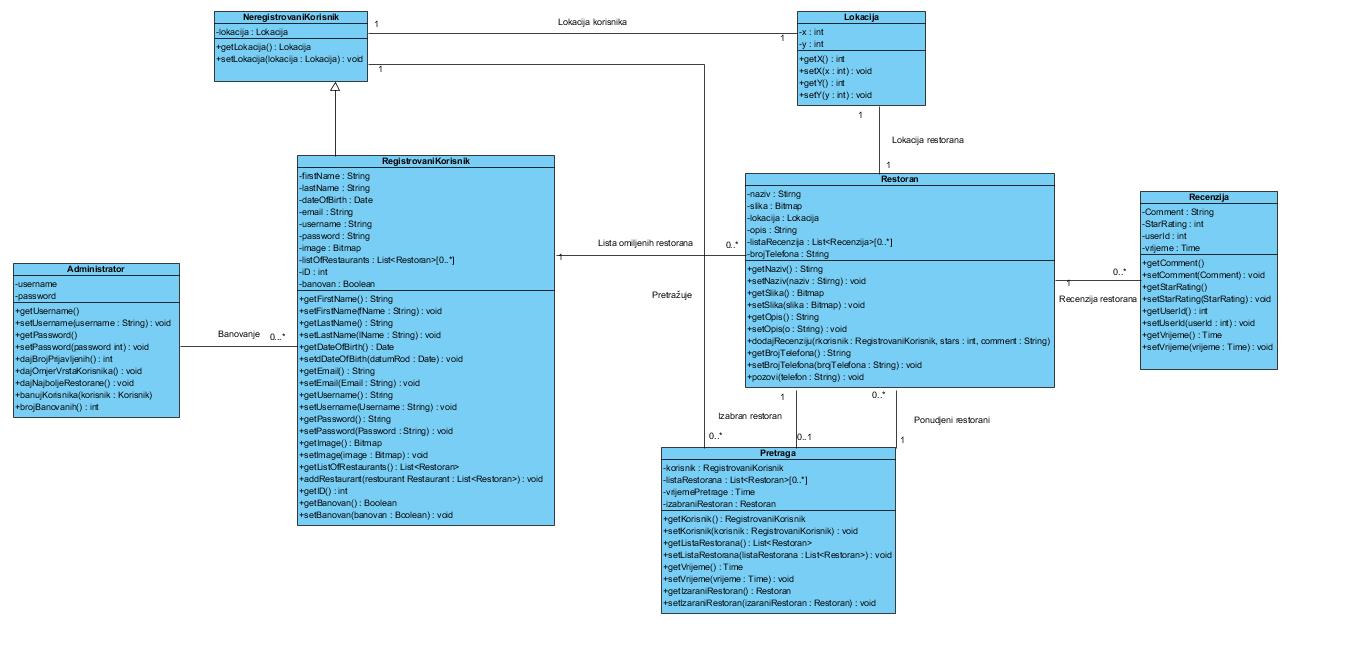 NeregistrovaniKorisnik
-lokacija : Lokacija
+getLokacija() : Lokacija
+setLokacija(lokacija : Lokacija) : void
1
Lokacija korisnika
1
1
Lokacija
-x : int
-y : int
+getX() : int
+setX(x : int) : void
+getY() : int
+setY(y : int) : void
1
Lokacija restorana
1
RegistrovaniKorisnik
-firstName : String
-lastName : String
-dateOfBirth : Date
-email : String
-username : String
-password : String
-image : Bitmap
-listOfRestaurants : List<Restoran>[0..*]
-iD : int
-banovan : Boolean
+getFirstName() : String
+setFirstName(fName : String) : void
+getLastName() : String
+setLastName(lName : String) : void
+getDateOfBirth() : Date
+setdDateOfBirth(datumRod : Date) : void
+getEmail() : String
+setEmail(Email : String) : void
+getUsername() : String
+setUsername(Username : String) : void
+getPassword() : String
+setPassword(Password : String) : void
+getImage() : Bitmap
+setImage(image : Bitmap) : void
+getListOfRestaurants() : List<Restoran>
+addRestaurant(restourant Restaurant : List<Restoran>) : void
+getID() : int
+getBanovan() : Boolean
+setBanovan(banovan : Boolean) : void
1
Lista omiljenih restorana
0..*
Pretražuje
Restoran
-naziv : Stirng
-slika : Bitmap
-lokacija : Lokacija
-opis : String
-listaRecenzija : List<Recenzija>[0..*]
-brojTelefona : String
+getNaziv() : Stirng
+setNaziv(naziv : Stirng) : void
+getSlika() : Bitmap
+setSlika(slika : Bitmap) : void
+getOpis() : String
+setOpis(o : String) : void
+dodajRecenziju(rkorisnik : RegistrovaniKorisnik, stars : int, comment : String)
+getBrojTelefona() : String
+setBrojTelefona(brojTelefona : String) : void
+pozovi(telefon : String) : void
0..*
1
Recenzija restorana
Recenzija
-Comment : String
-StarRating : int
-userId : int
-vrijeme : Time
+getComment()
+setComment(Comment) : void
+getStarRating()
+setStarRating(StarRating) : void
+getUserId() : int
+setUserId(userId : int) : void
+getVrijeme() : Time
+setVrijeme(vrijeme : Time) : void
Administrator
-username
-password
+getUsername()
+setUsername(username : String) : void
+getPassword()
+setPassword(password int) : void
+dajBrojPrijavljenih() : int
+dajOmjerVrstaKorisnika() : void
+dajNajboljeRestorane() : void
+banujKorisnika(korisnik : Korisnik)
+brojBanovanih() : int
Banovanje
0...*
1
Izabran restoran
0..*
0..1
0..*
Ponudjeni restorani
1
Pretraga
-korisnik : RegistrovaniKorisnik
-listaRestorana : List<Restoran>[0..*]
-vrijemePretrage : Time
-izabraniRestoran : Restoran
+getKorisnik() : RegistrovaniKorisnik
+setKorisnik(korisnik : RegistrovaniKorisnik) : void
+getListaRestorana() : List<Restoran>
+setListaRestorana(listaRestorana : List<Restoran>) : void
+getVrijeme() : Time
+setVrijeme(vrijeme : Time) : void
+getIzaraniRestoran() : Restoran
+setIzaraniRestoran(izaraniRestoran : Restoran) : void